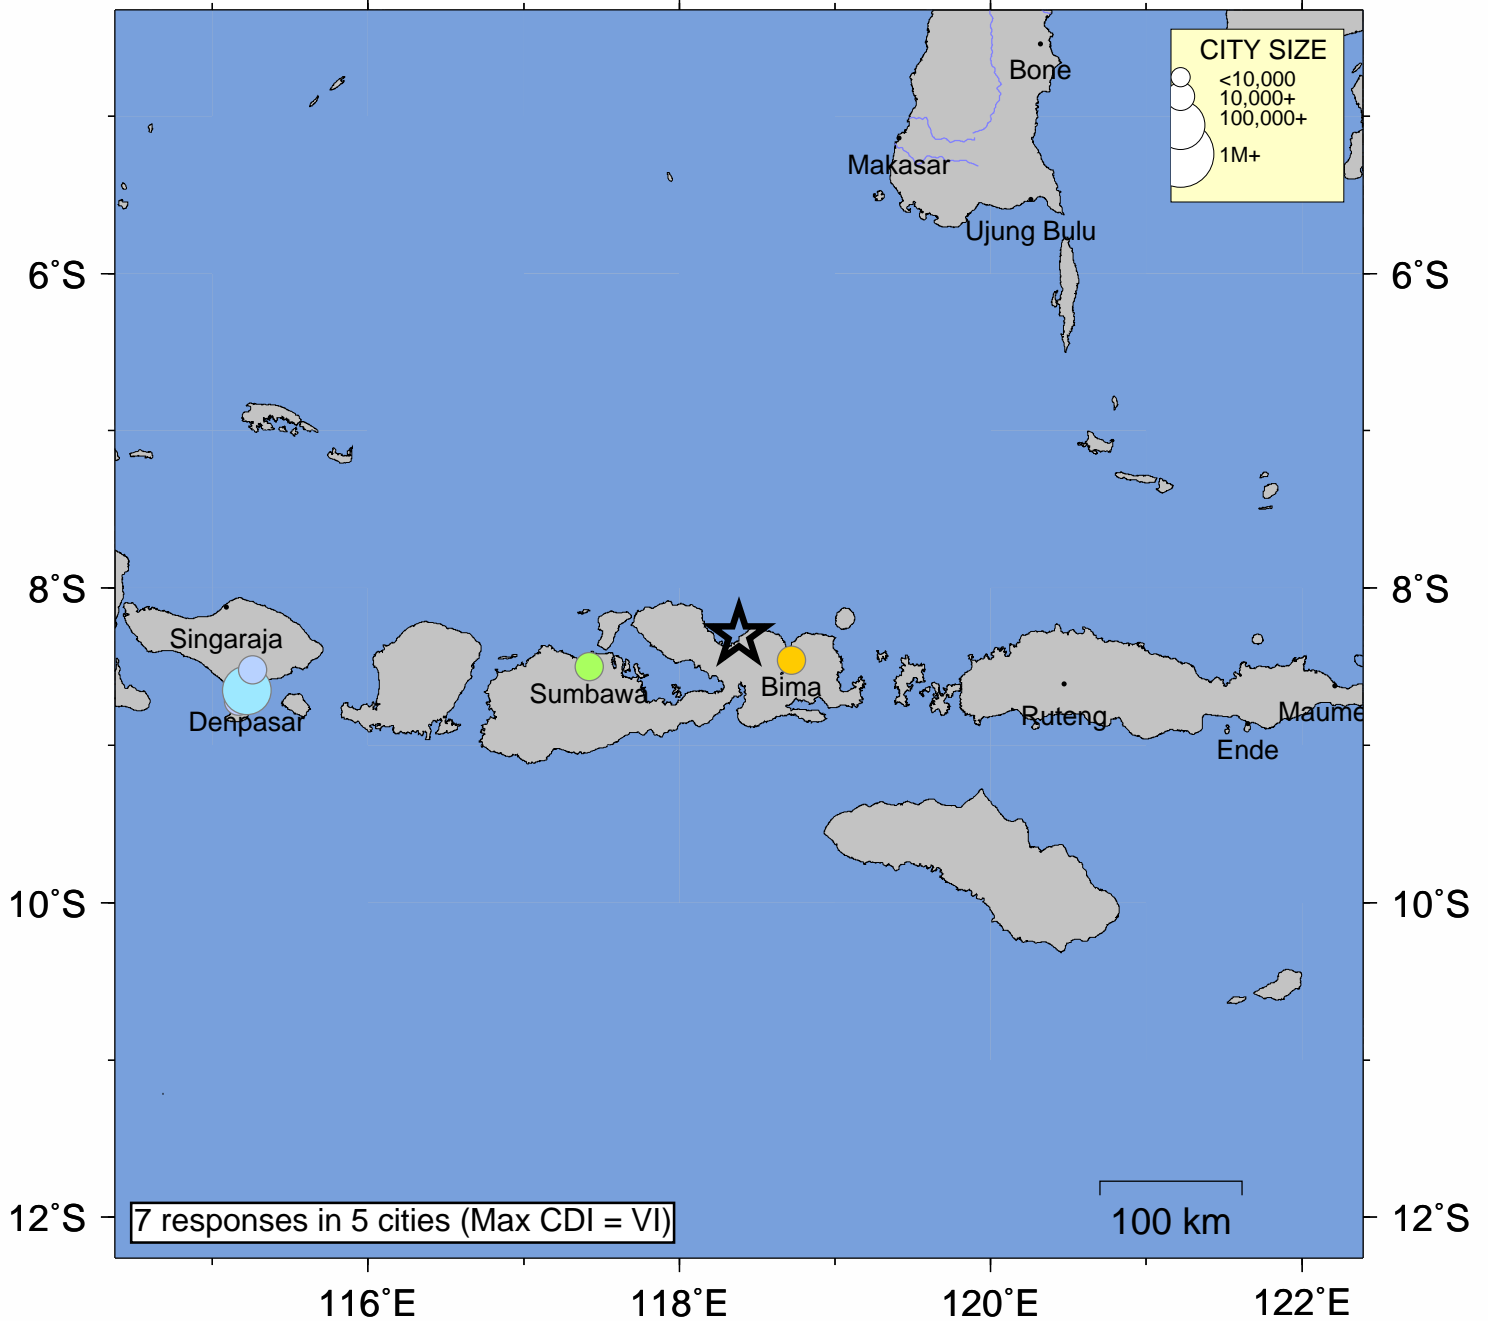 CITY SIZE
<10,000
10,000+
100,000+
1M+
Bone
Makasar
Ujung Bulu
6˚S
6˚S
8˚S
8˚S
Singaraja
Denpasar
Sumbawa
Bima
Ruteng
Maume
Ende
10˚S
10˚S
12˚S
12˚S
7 responses in 5 cities (Max CDI = VI)
100 km
116˚E
118˚E
120˚E
122˚E